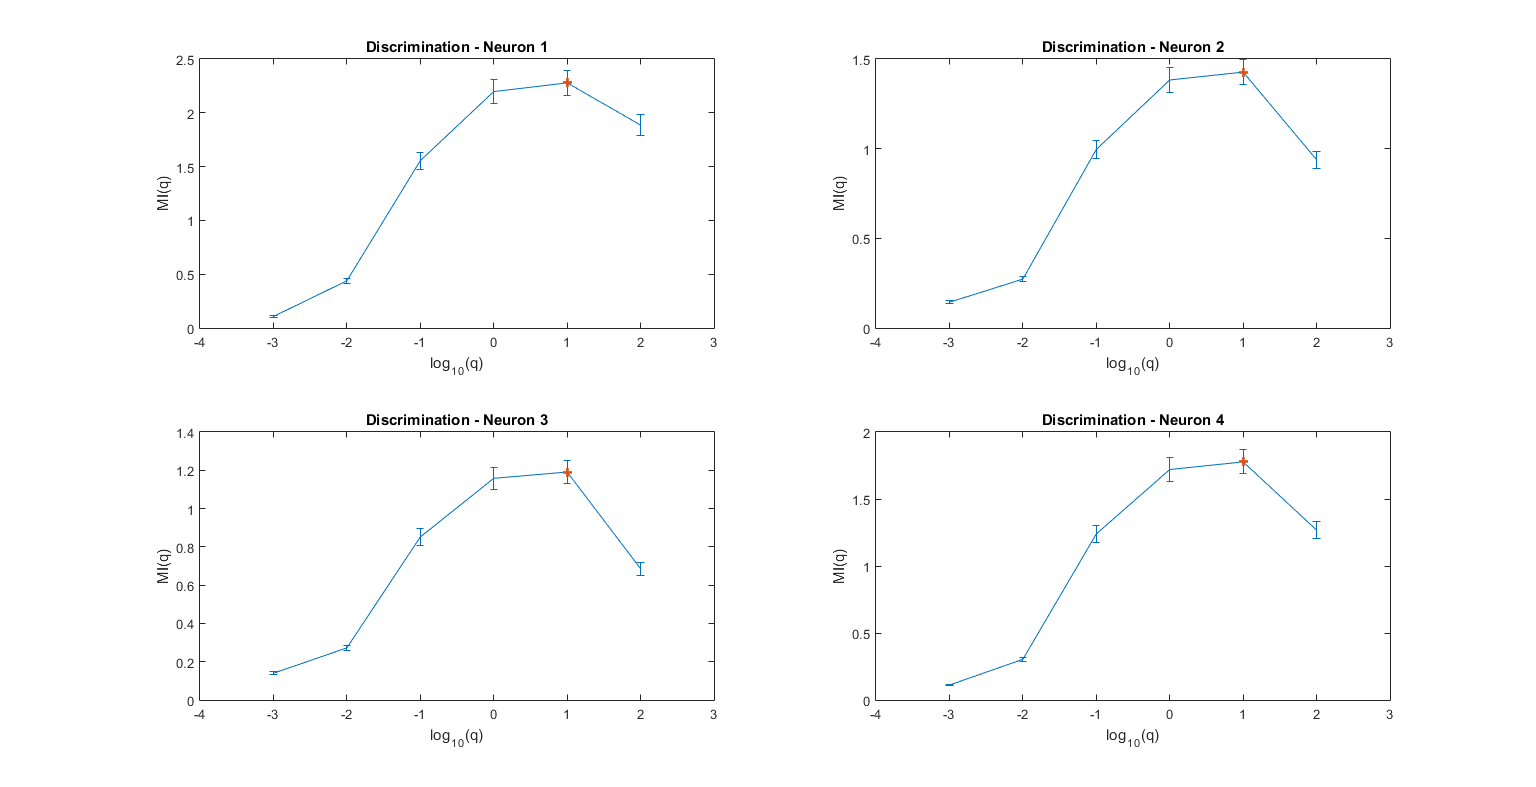 Discrimination - Neuron 1
2.5
2
1.5
1
0.5
0
MI(q)
-4 -3 -2 -1 0 1 2 3
log10(q)
Discrimination - Neuron 2
1.5
1
0.5
0
MI(q)
-4 -3 -2 -1 0 1 2 3
log10(q)
Discrimination - Neuron 3
1.4
1.2
1
0.8
0.6
0.4
0.2
0
MI(q)
-4 -3 -2 -1 0 1 2 3
log10(q)
Discrimination - Neuron 4
2
1.5
1
0.5
0
MI(q)
-4 -3 -2 -1 0 1 2 3
log10(q)